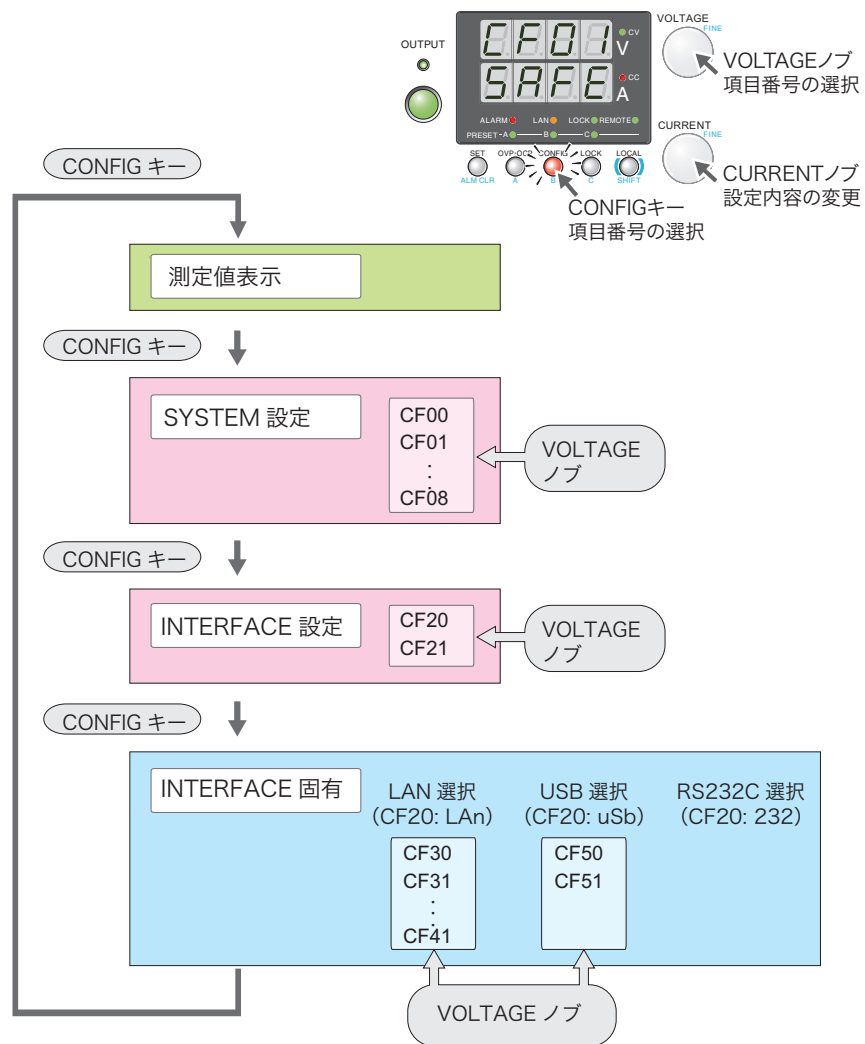 OUTPUT
CF01
V
CV
SAFE
A
CC
ALARM
LAN
LOCK
REMOTE
PRESET
A
B
C
SET
OVP•OCP
CONFIG
LOCK
LOCAL
ALM CLR
A
B
C
SHIFT
VOLTAGE
FINE
VOLTAGEノブ
項目番号の選択
CURRENT
FINE
CURRENTノブ
設定内容の変更
CONFIGキー
項目番号の選択
CONFIG キー
測定値表示
CONFIG キー
SYSTEM 設定
CF00
CF01
:
CF08
VOLTAGE
ノブ
CONFIG キー
INTERFACE 設定
CF20
CF21
VOLTAGE
ノブ
CONFIG キー
INTERFACE 固有
LAN 選択
（CF20: LAn）
USB 選択
（CF20: uSb）
RS232C 選択
（CF20: 232）
CF30
CF31
:
CF41
CF50
CF51
VOLTAGE ノブ